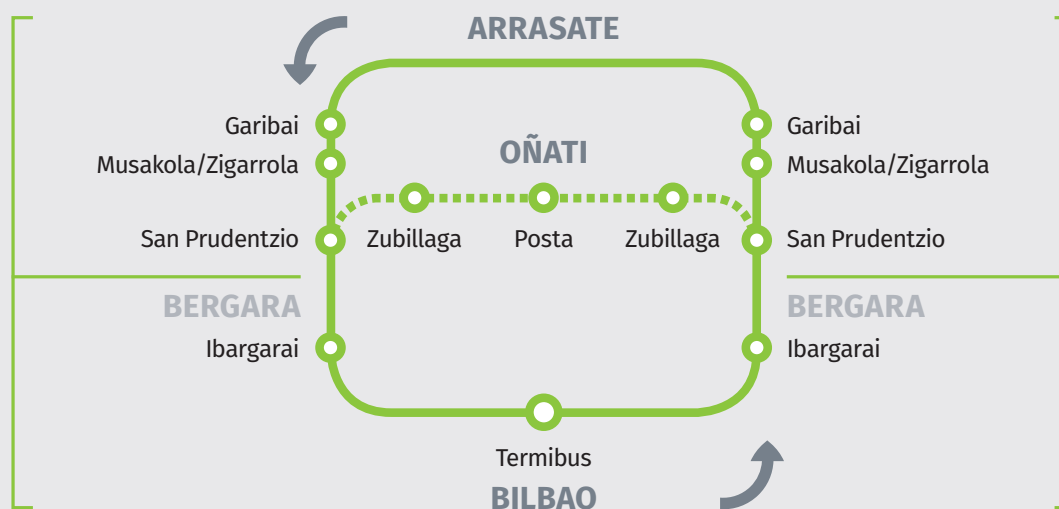 ARRASATE
Garibai
Garibai
Musakola/Zigarrola
OÑATI
Musakola/Zigarrola
San Prudentzio
Zubillaga
Posta
Zubillaga
San Prudentzio
BERGARA
BERGARA
Ibargarai
Ibargarai
Termibus
BILBAO